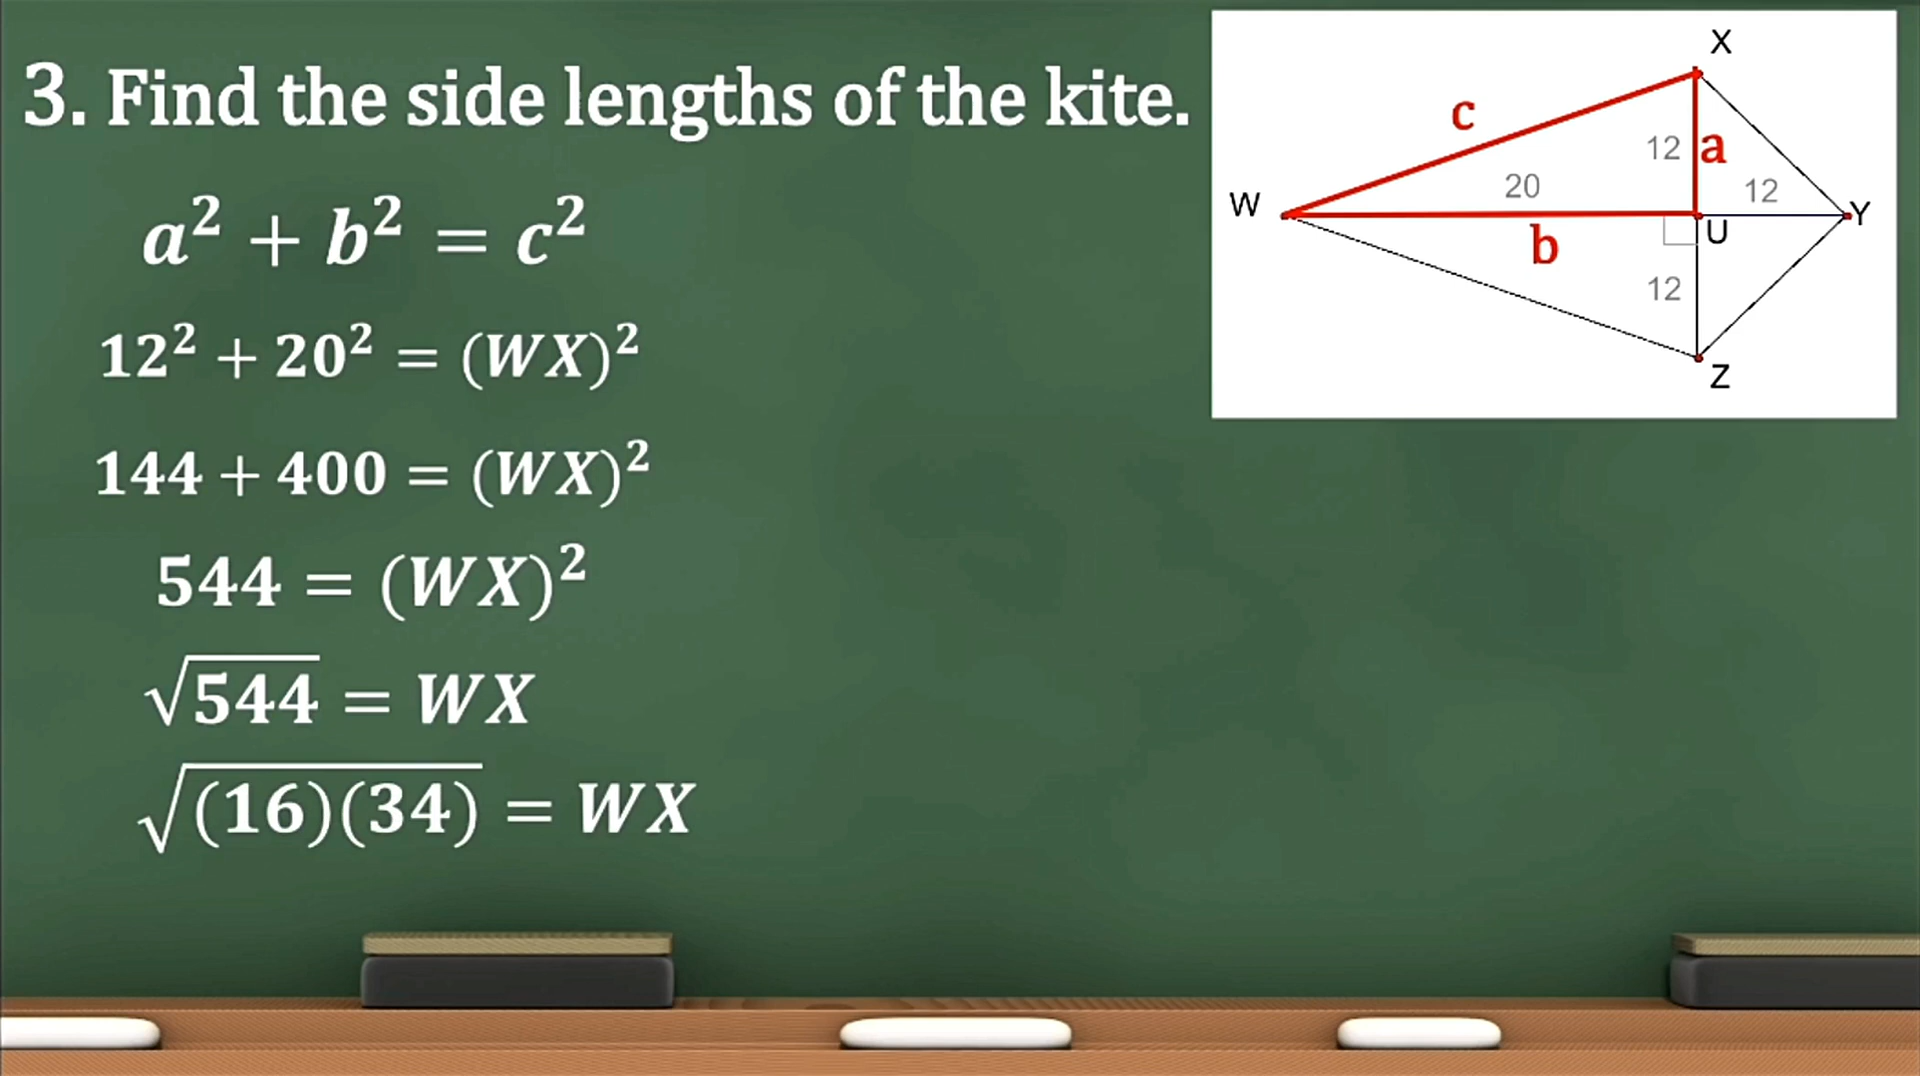 3. Find the side lengths of the kite.
a² + b² = c²
12² + 20² = (WX)²
144 + 400 = (WX)²
544 = (WX)²
√544 = WX
√(16)(34) = WX
X
c
12 a
20
12
W
Y
U
b
12
Z